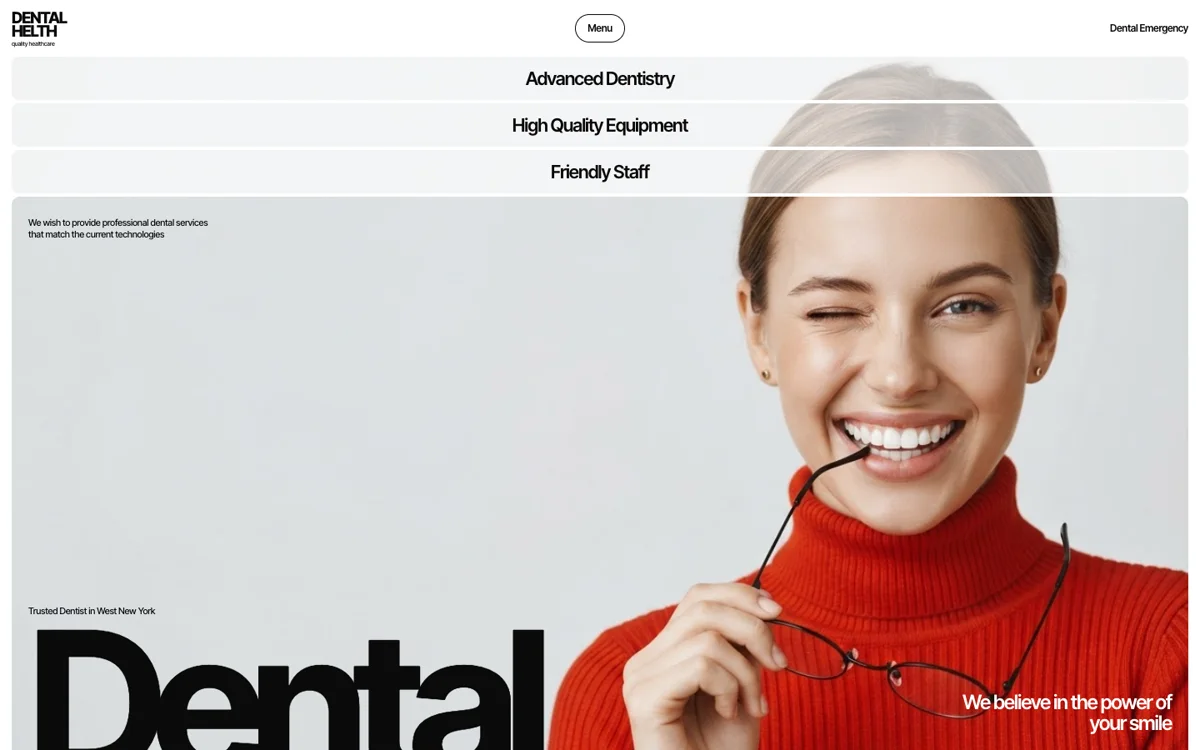 DENTAL
HELTH
quality healthcare
Menu
Dental Emergency
Advanced Dentistry
High Quality Equipment
Friendly Staff
We wish to provide professional dental services
that match the current technologies
Trusted Dentist in West New York
Dental
We believe in the power of
your smile